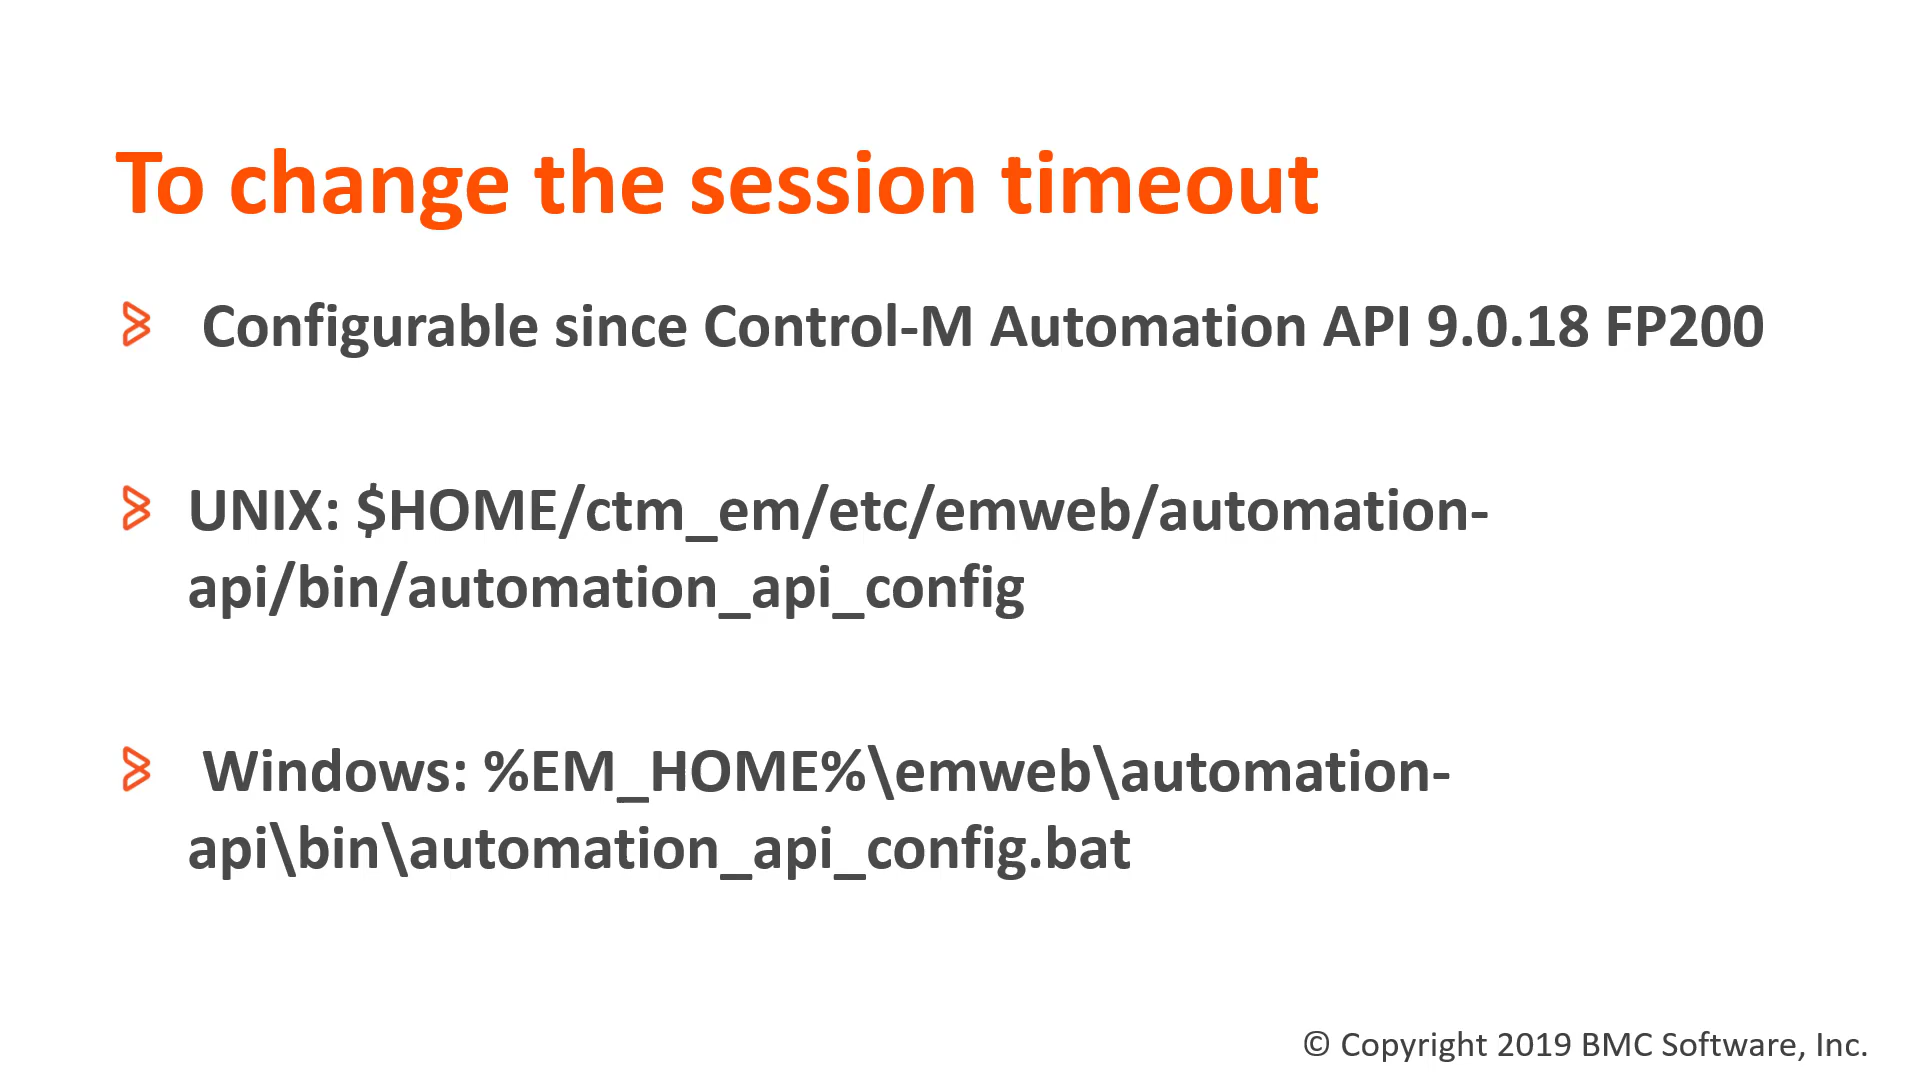 To change the session timeout
Configurable since Control-M Automation API 9.0.18 FP200
UNIX: $HOME/ctm_em/etc/emweb/automation-
api/bin/automation_api_config
Windows: %EM_HOME%\emweb\automation-
api\bin\automation_api_config.bat
© Copyright 2019 BMC Software, Inc.